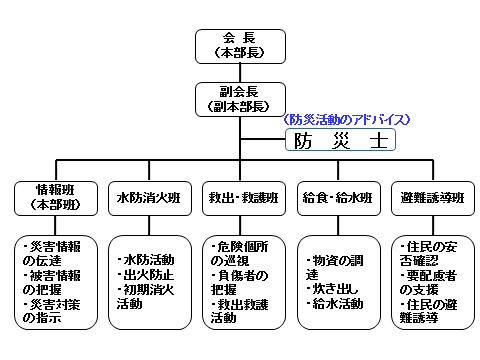 会 長
(本部長)
副会長
(副本部長)
(防災活動のアドバイス)
防 災 士
情報班
(本部班)
水防消火班
救出・救護班
給食・給水班
避難誘導班
・災害情報
の伝達
・被害情報
の把握
・災害対策
の指示
・水防活動
・出火防止
・初期消火
活動
・危険個所
の巡視
・負傷者の
把握
・救出救護
活動
・物資の調
達
・炊き出し
・給水活動
・住民の安
否確認
・要配慮者
の支援
・住民の避
難誘導